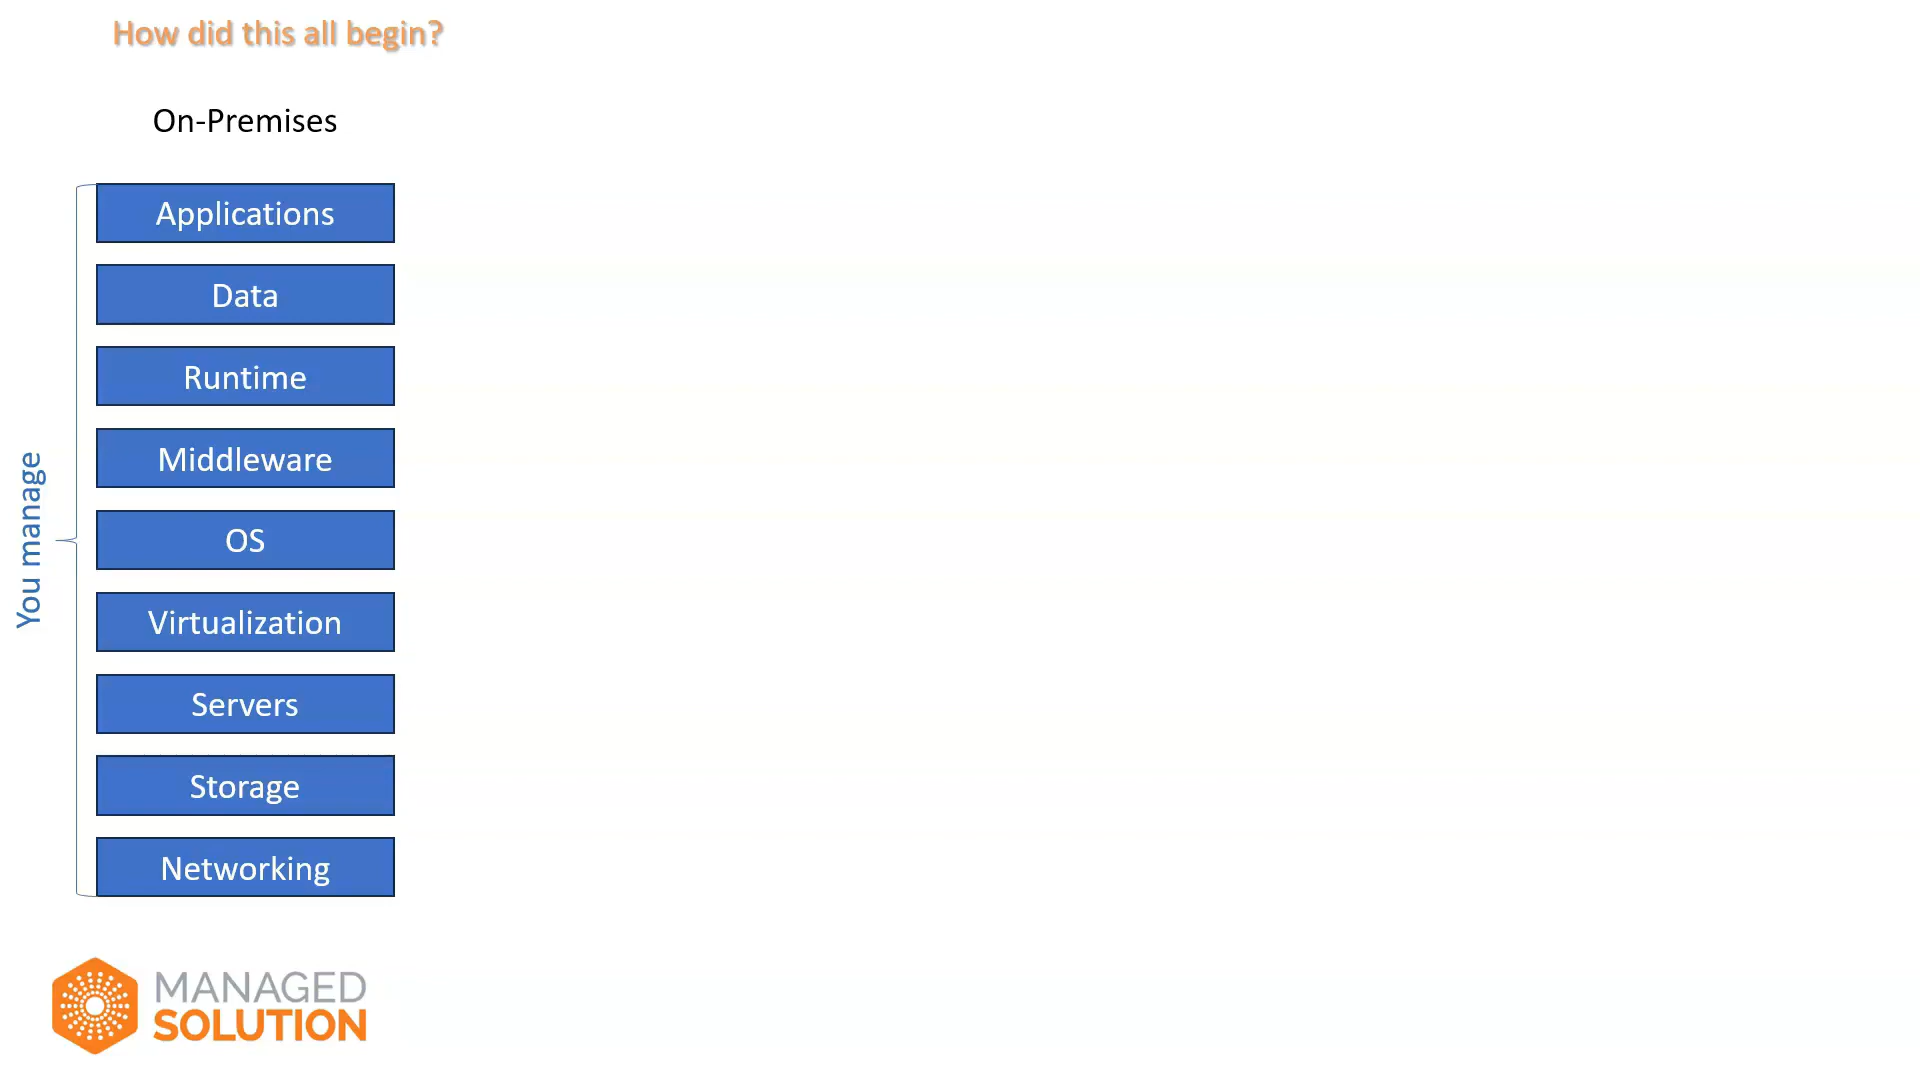 How did this all begin?
On-Premises
Applications
Data
Runtime
Middleware
OS
Virtualization
Servers
Storage
Networking
You manage
MANAGED
SOLUTION